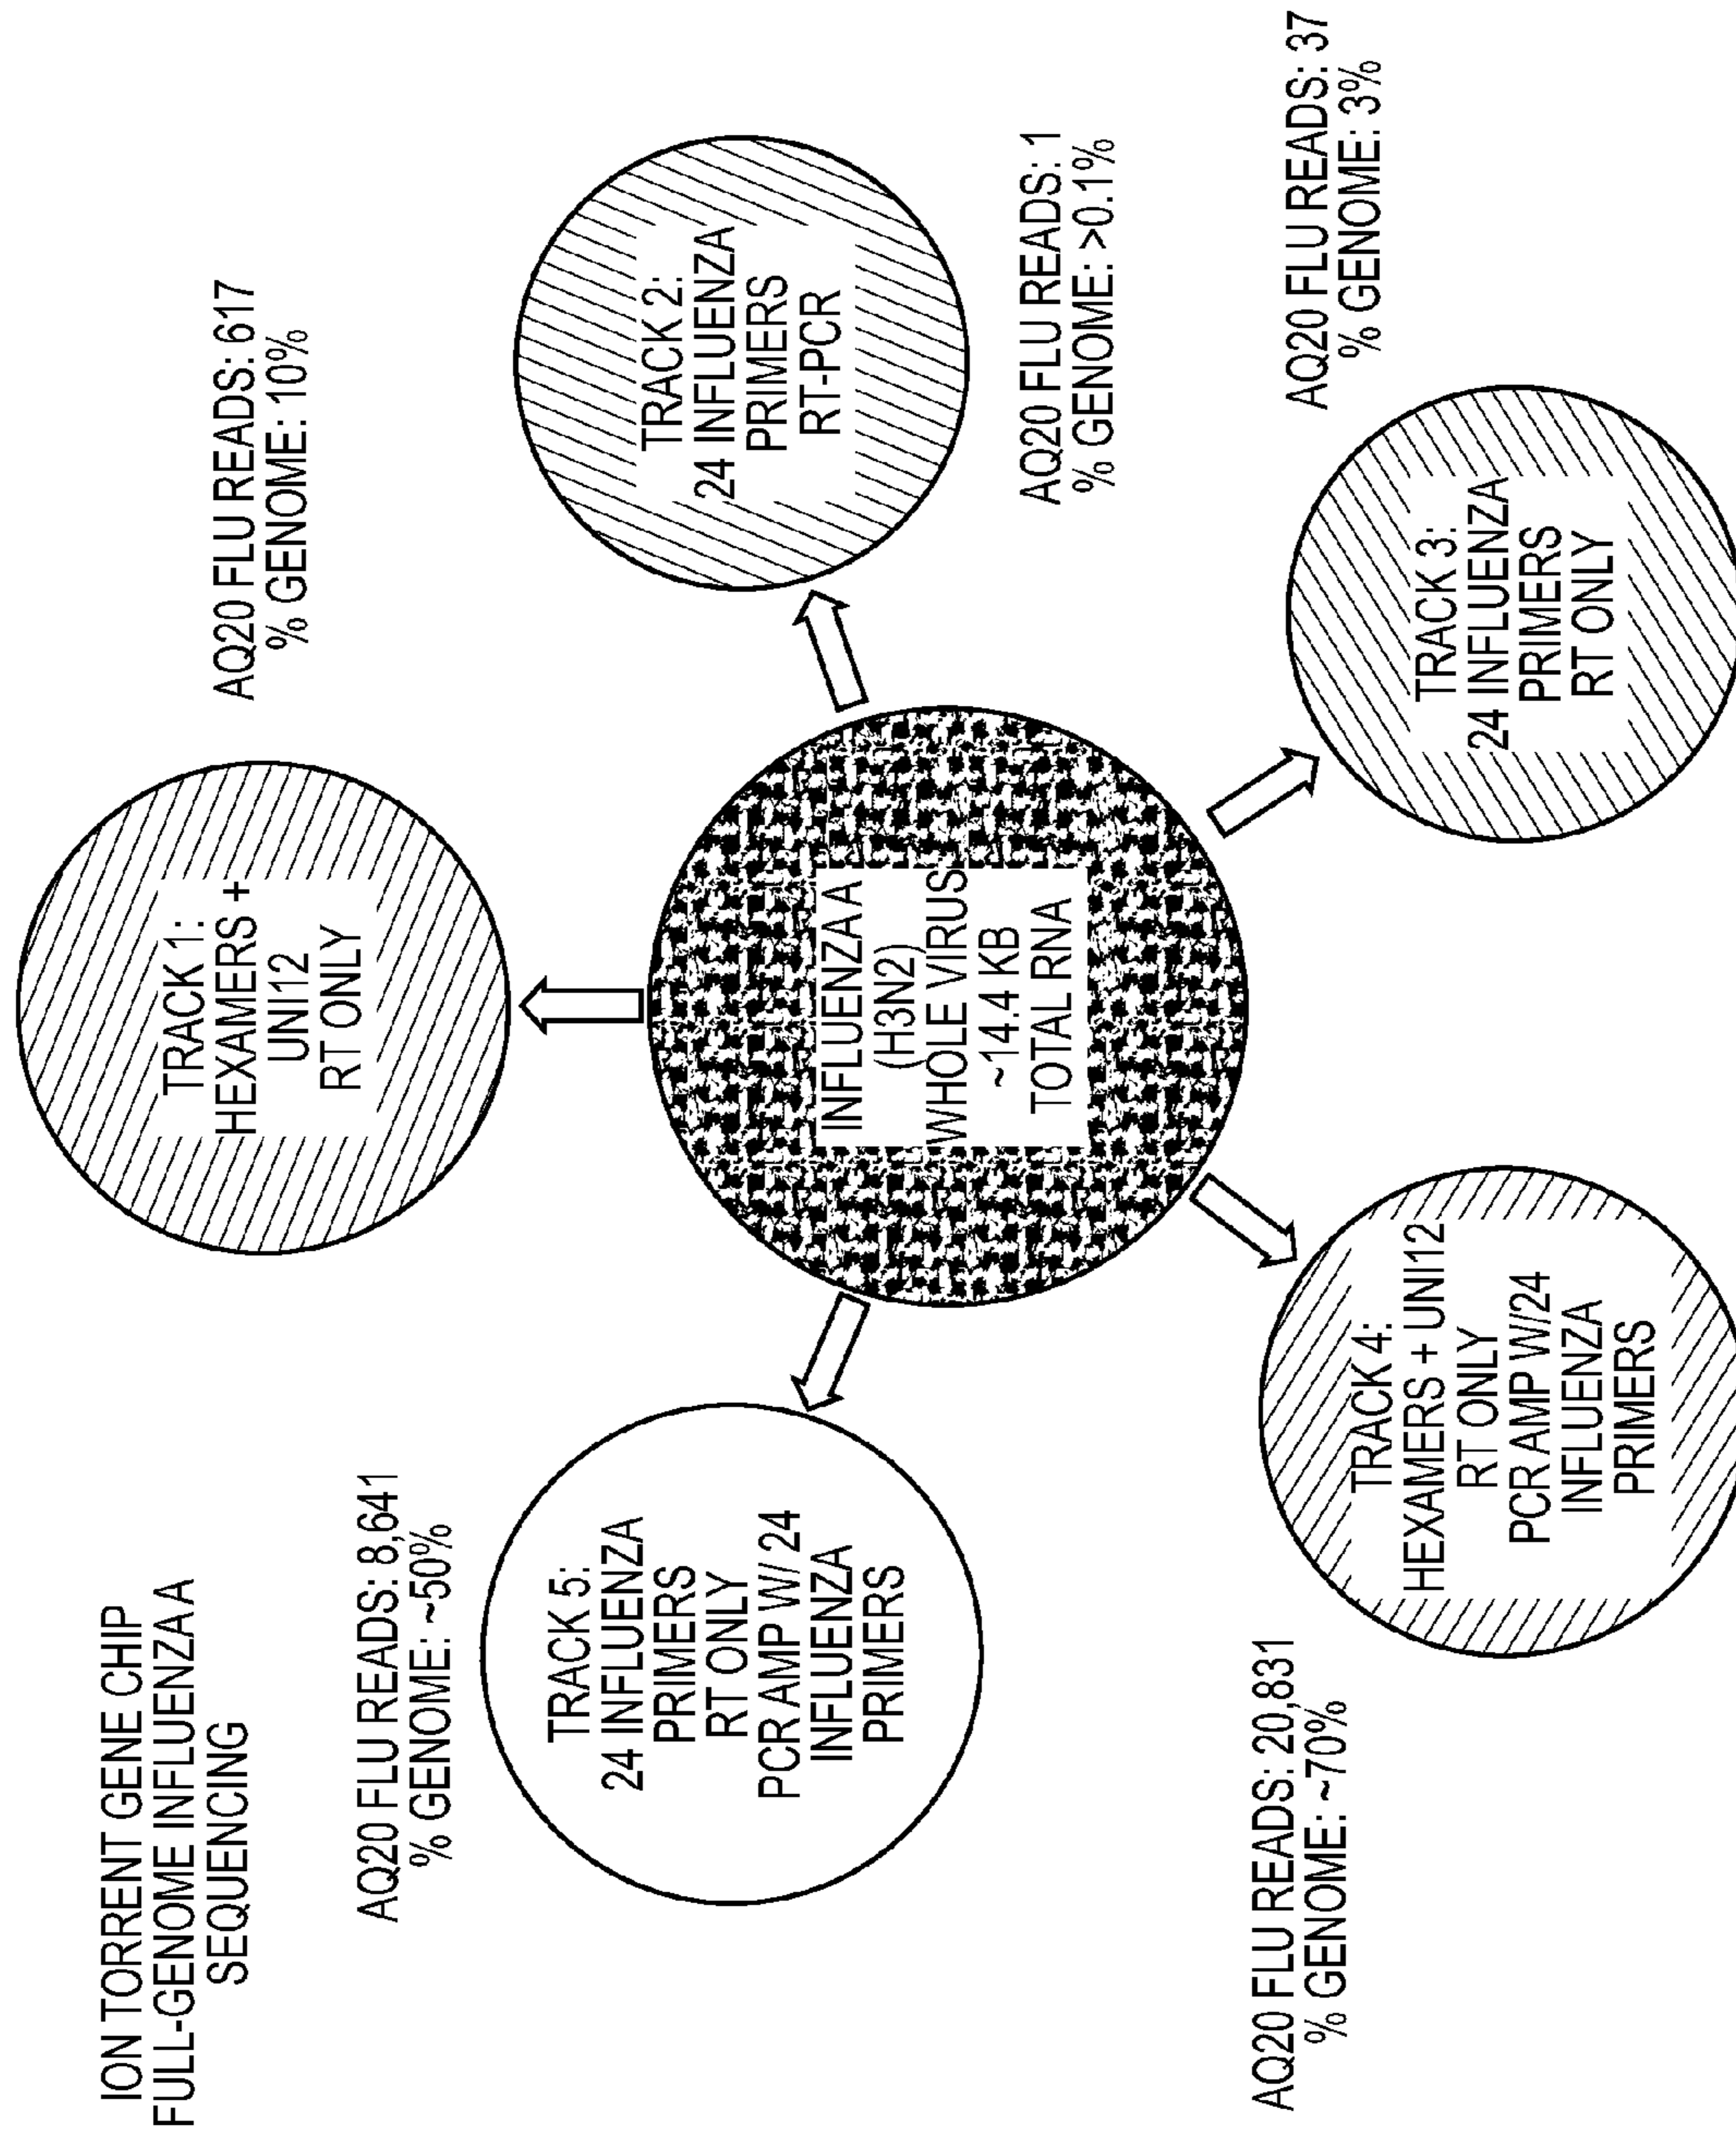 ION TORRENT GENE CHIP
FULL-GENOME INFLUENZA A
SEQUENCING
TRACK 1:
HEXAMERS +
UNI12
RT ONLY
AQ20 FLU READS: 617
% GENOME: 10%
TRACK 2:
24 INFLUENZA
PRIMERS
RT-PCR
AQ20 FLU READS: 1
% GENOME: >0.1%
TRACK 3:
24 INFLUENZA
PRIMERS
RT ONLY
AQ20 FLU READS: 37
% GENOME: 3%
TRACK 4:
HEXAMERS + UNI12
RT ONLY
PCR AMP W/24
INFLUENZA
PRIMERS
AQ20 FLU READS: 20,831
% GENOME: ~70%
TRACK 5:
24 INFLUENZA
PRIMERS
RT ONLY
PCR AMP W/ 24
INFLUENZA
PRIMERS
AQ20 FLU READS: 8,641
% GENOME: ~50%
INFLUENZA A
(H3N2)
WHOLE VIRUS
~14.4 KB
TOTAL RNA